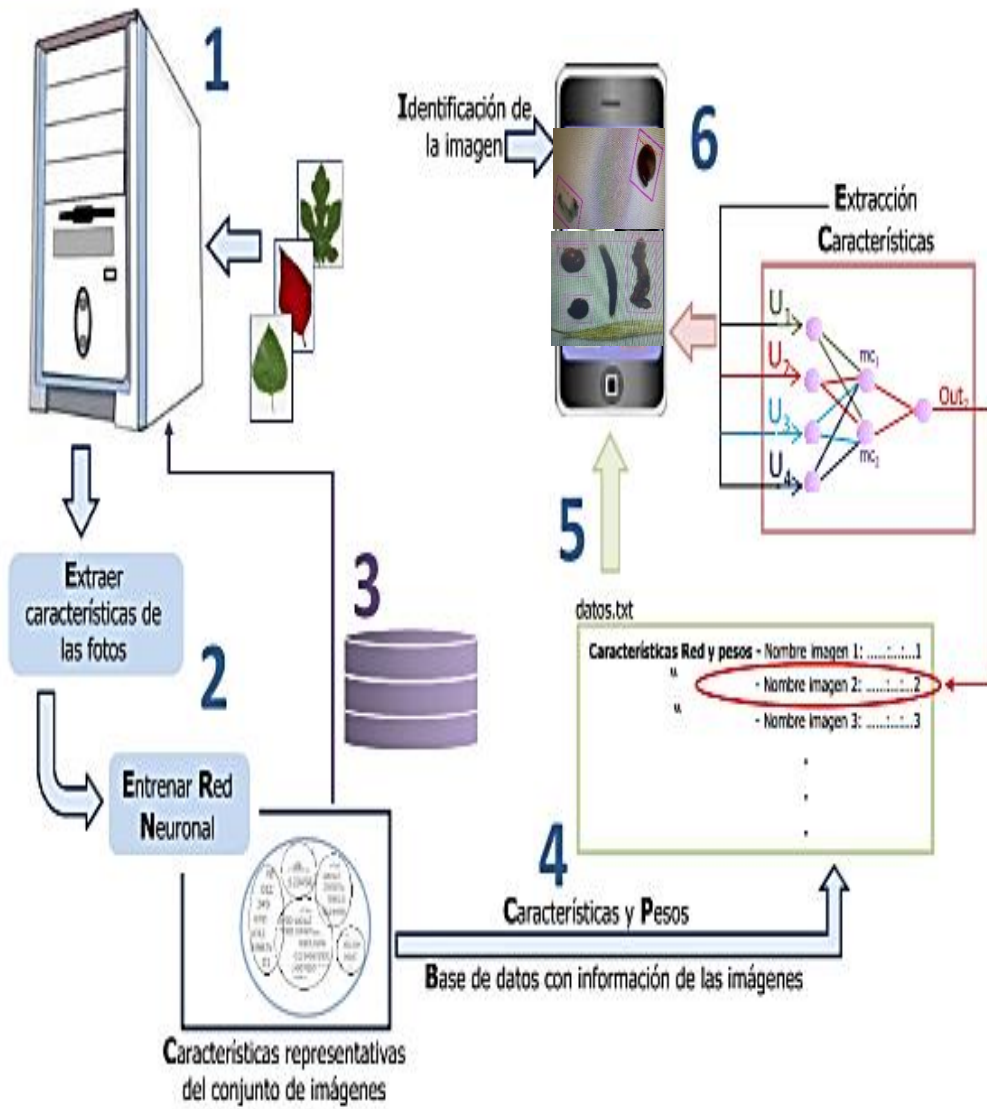 1
Identificación de
la imagen
6
Extracción
Características
U1
U2
U3
U4
mc1
mc2
Out2
Extraer
características de
las fotos
2
3
5
datos.txt
Características Red y pesos - Nombre imagen 1: .....:..:...1
" - Nombre imagen 2: .....:..:...2
" - Nombre imagen 3: .....:..:...3
Entrenar Red
Neuronal
4
Características y Pesos
Base de datos con información de las imágenes
Características representativas
del conjunto de imágenes